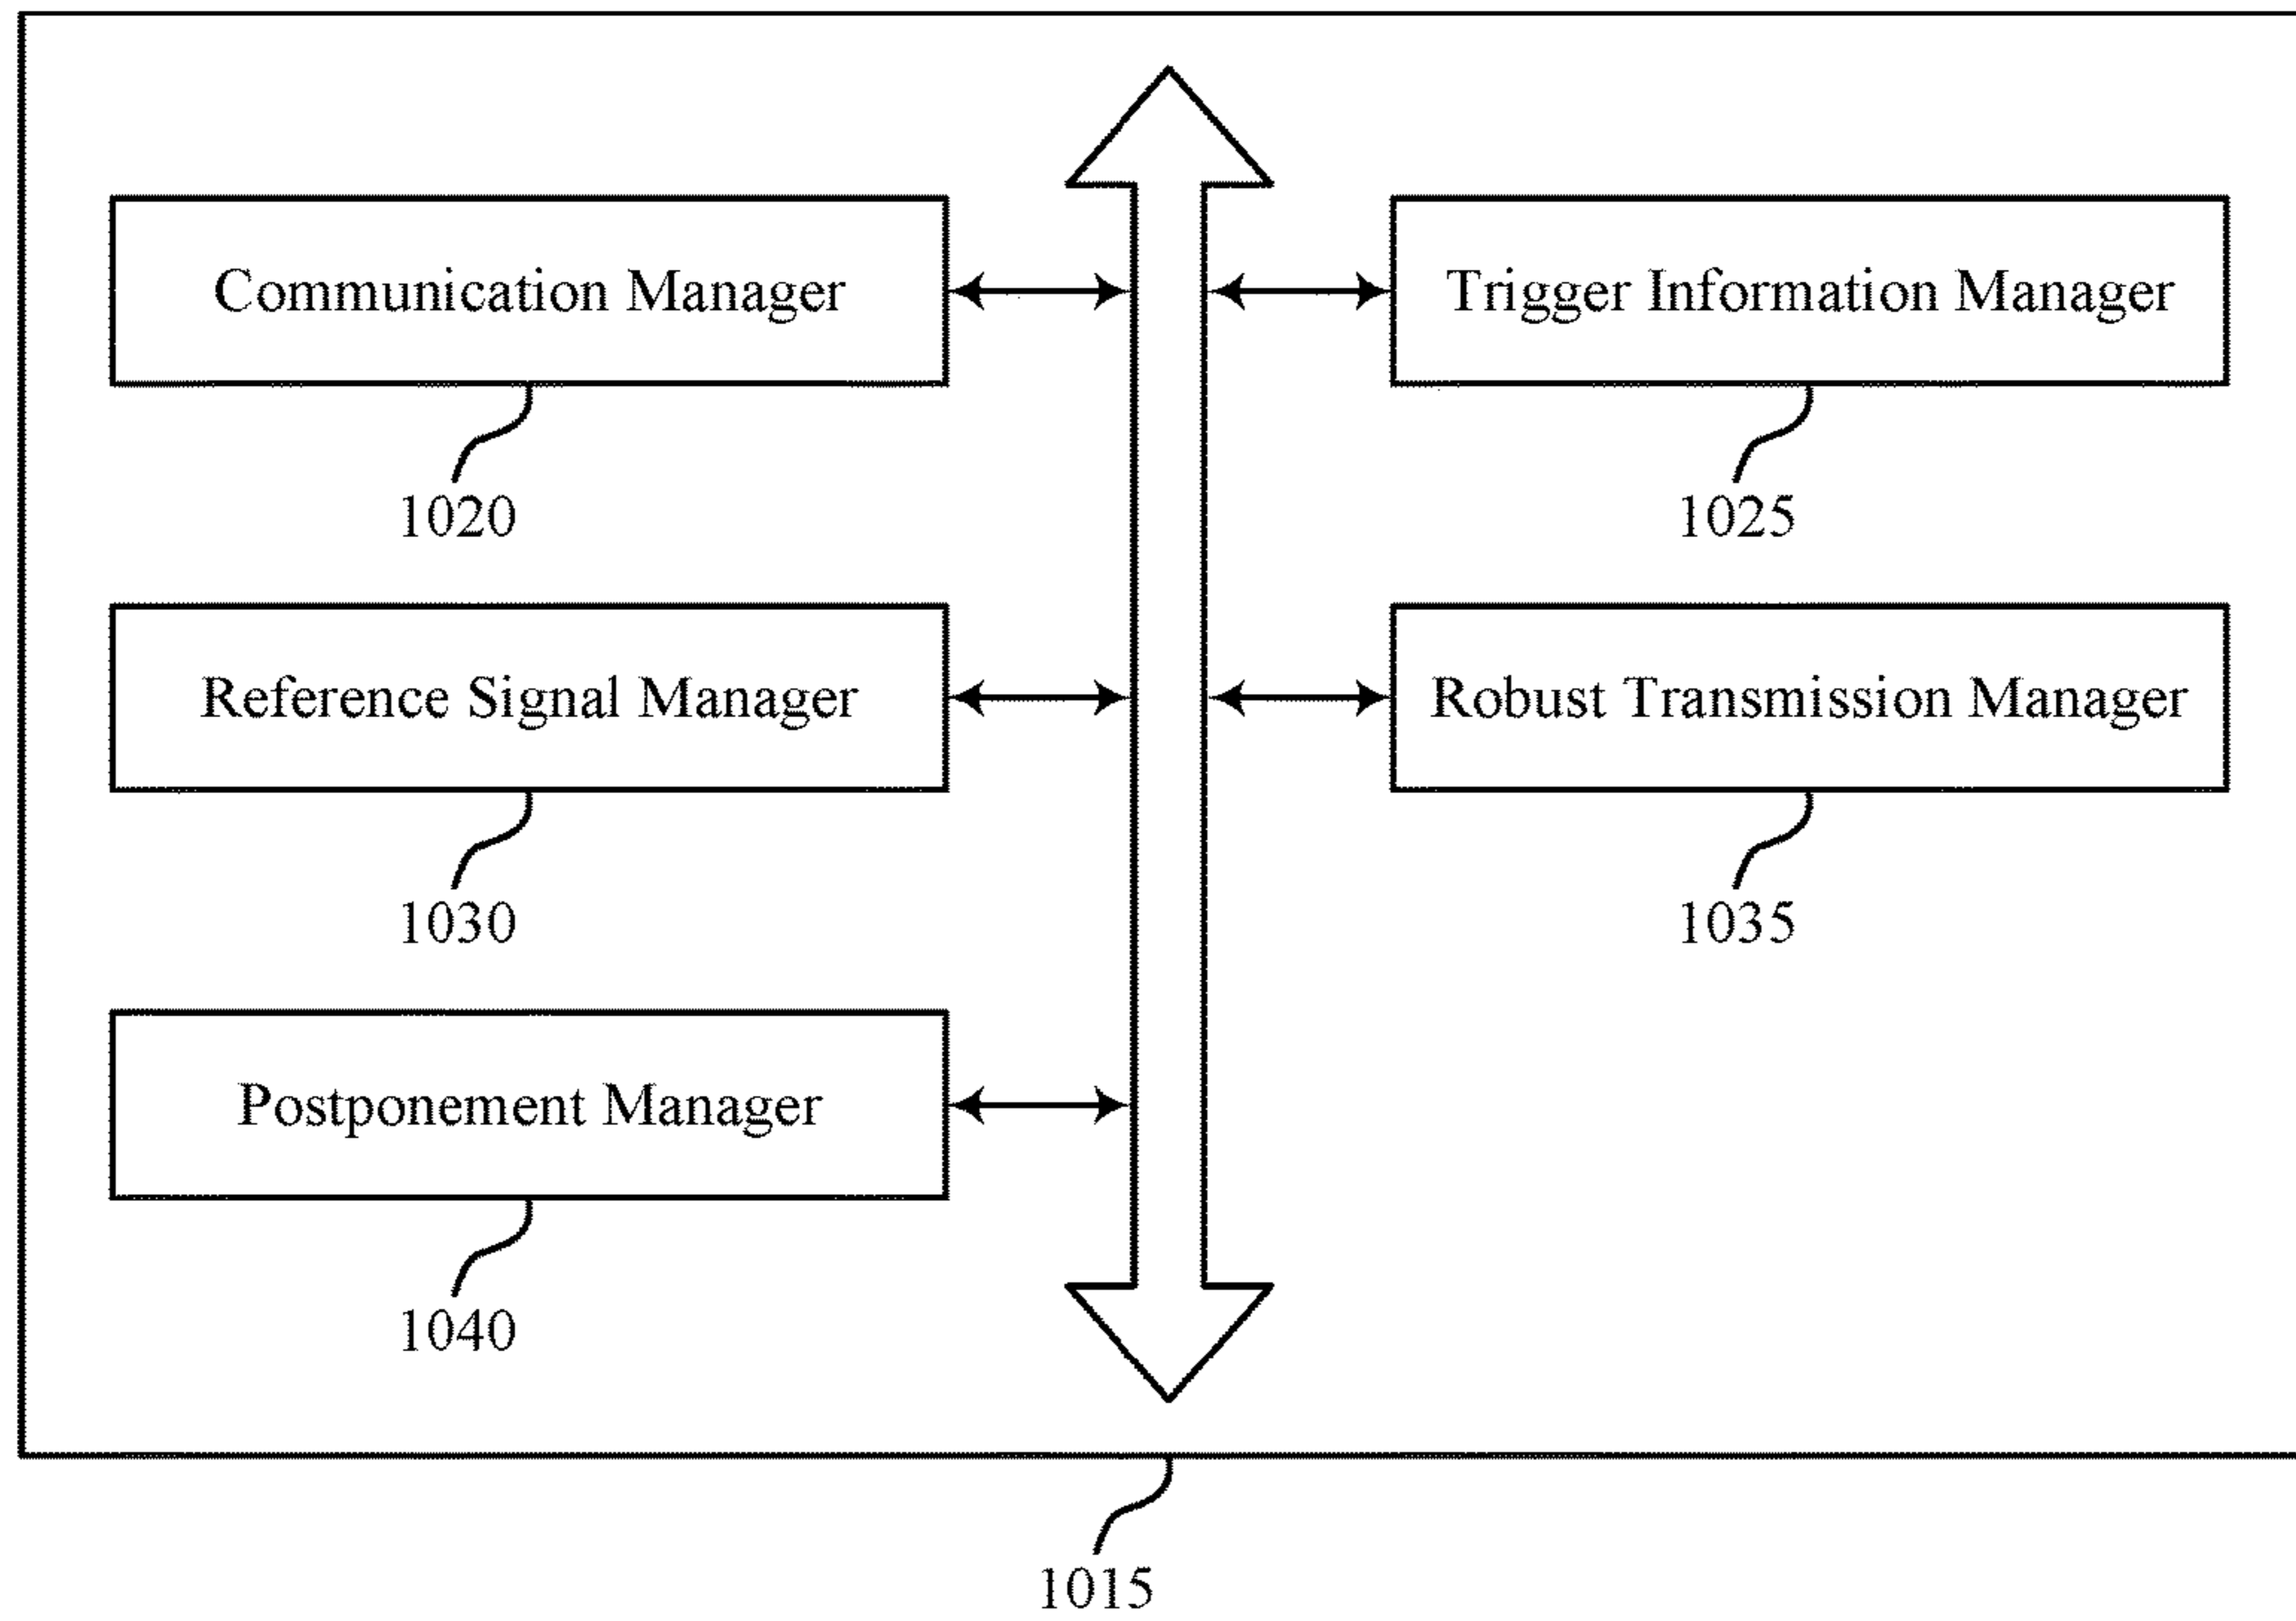 Communication Manager
Trigger Information Manager
1020
1025
Reference Signal Manager
Robust Transmission Manager
1030
1035
Postponement Manager
1040
1015